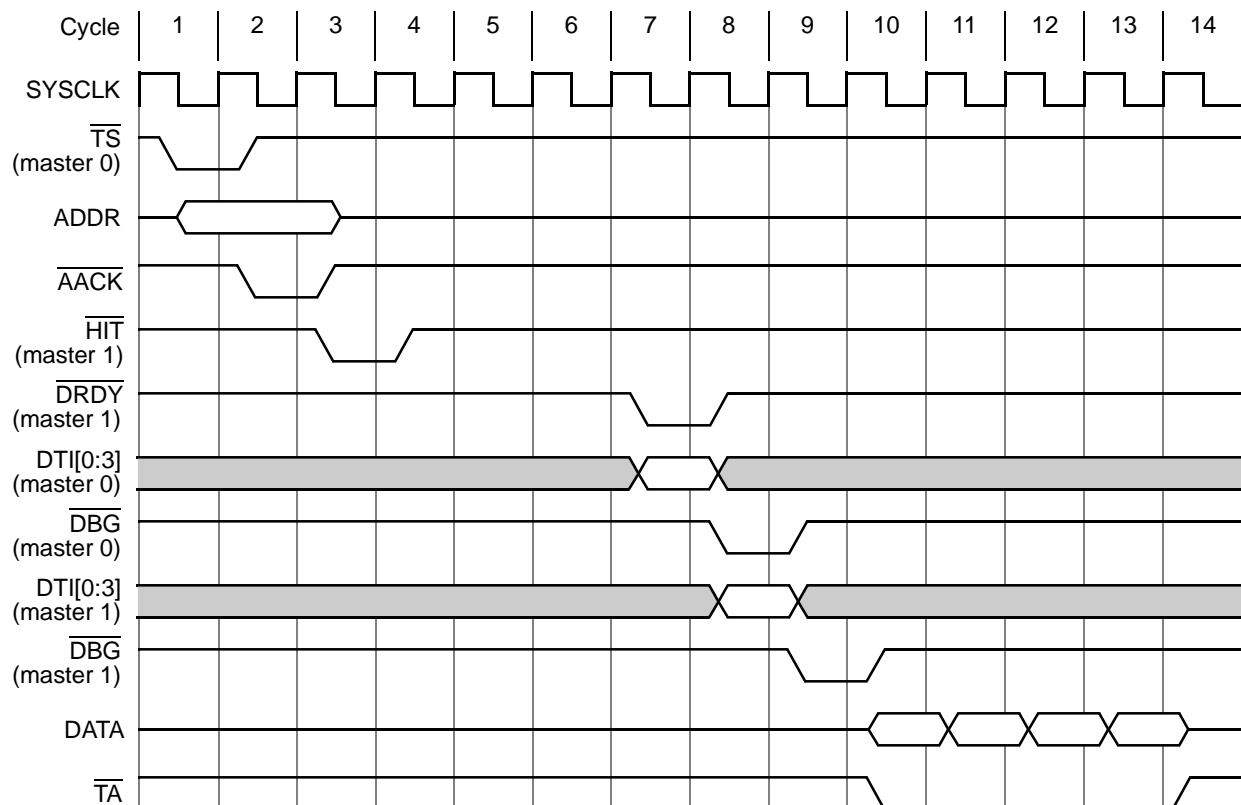 Cycle 1 2 3 4 5 6 7 8 9 10 11 12 13 14
SYSCLK
TS
(master 0)
ADDR
AACK
HIT
(master 1)
DRDY
(master 1)
DTI[0:3]
(master 0)
DBG
(master 0)
DTI[0:3]
(master 1)
DBG
(master 1)
DATA
TA